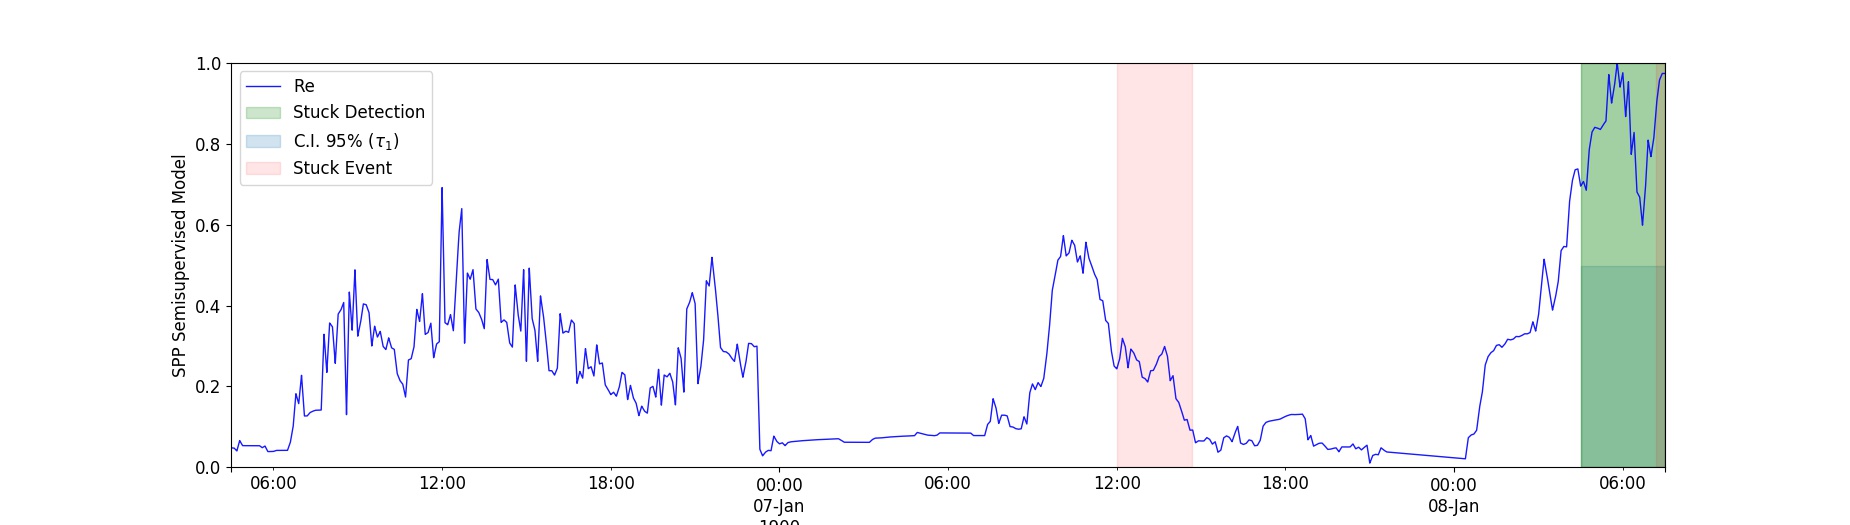 SPP Semisupervised Model
1.0
0.8
0.6
0.4
0.2
0.0
Re
Stuck Detection
C.I. 95% (τ₁)
Stuck Event
06:00
12:00
18:00
00:00
07-Jan
1900
06:00
12:00
18:00
00:00
08-Jan
06:00